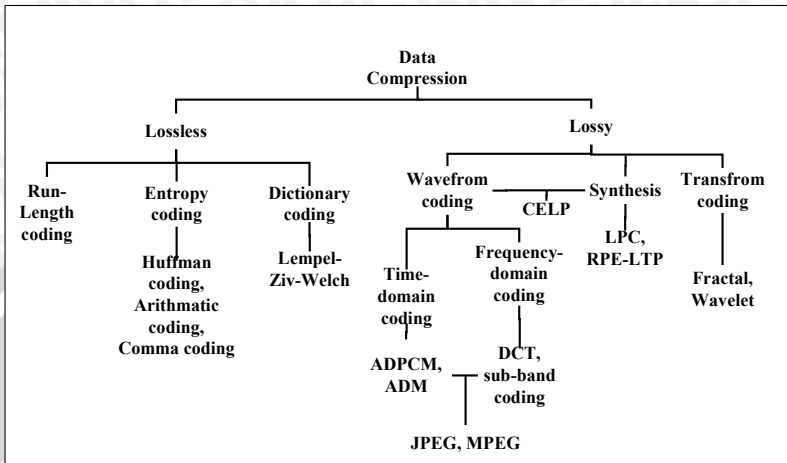 Data
Compression
Lossless
Lossy
Run-
Length
coding
Entropy
coding
Dictionary
coding
Wavefrom
coding
CELP
Synthesis
Transfrom
coding
Huffman
coding,
Arithmatic
coding,
Comma coding
Lempel-
Ziv-Welch
Time-
domain
coding
Frequency-
domain
coding
LPC,
RPE-LTP
Fractal,
Wavelet
ADPCM,
ADM
DCT,
sub-band
coding
JPEG, MPEG